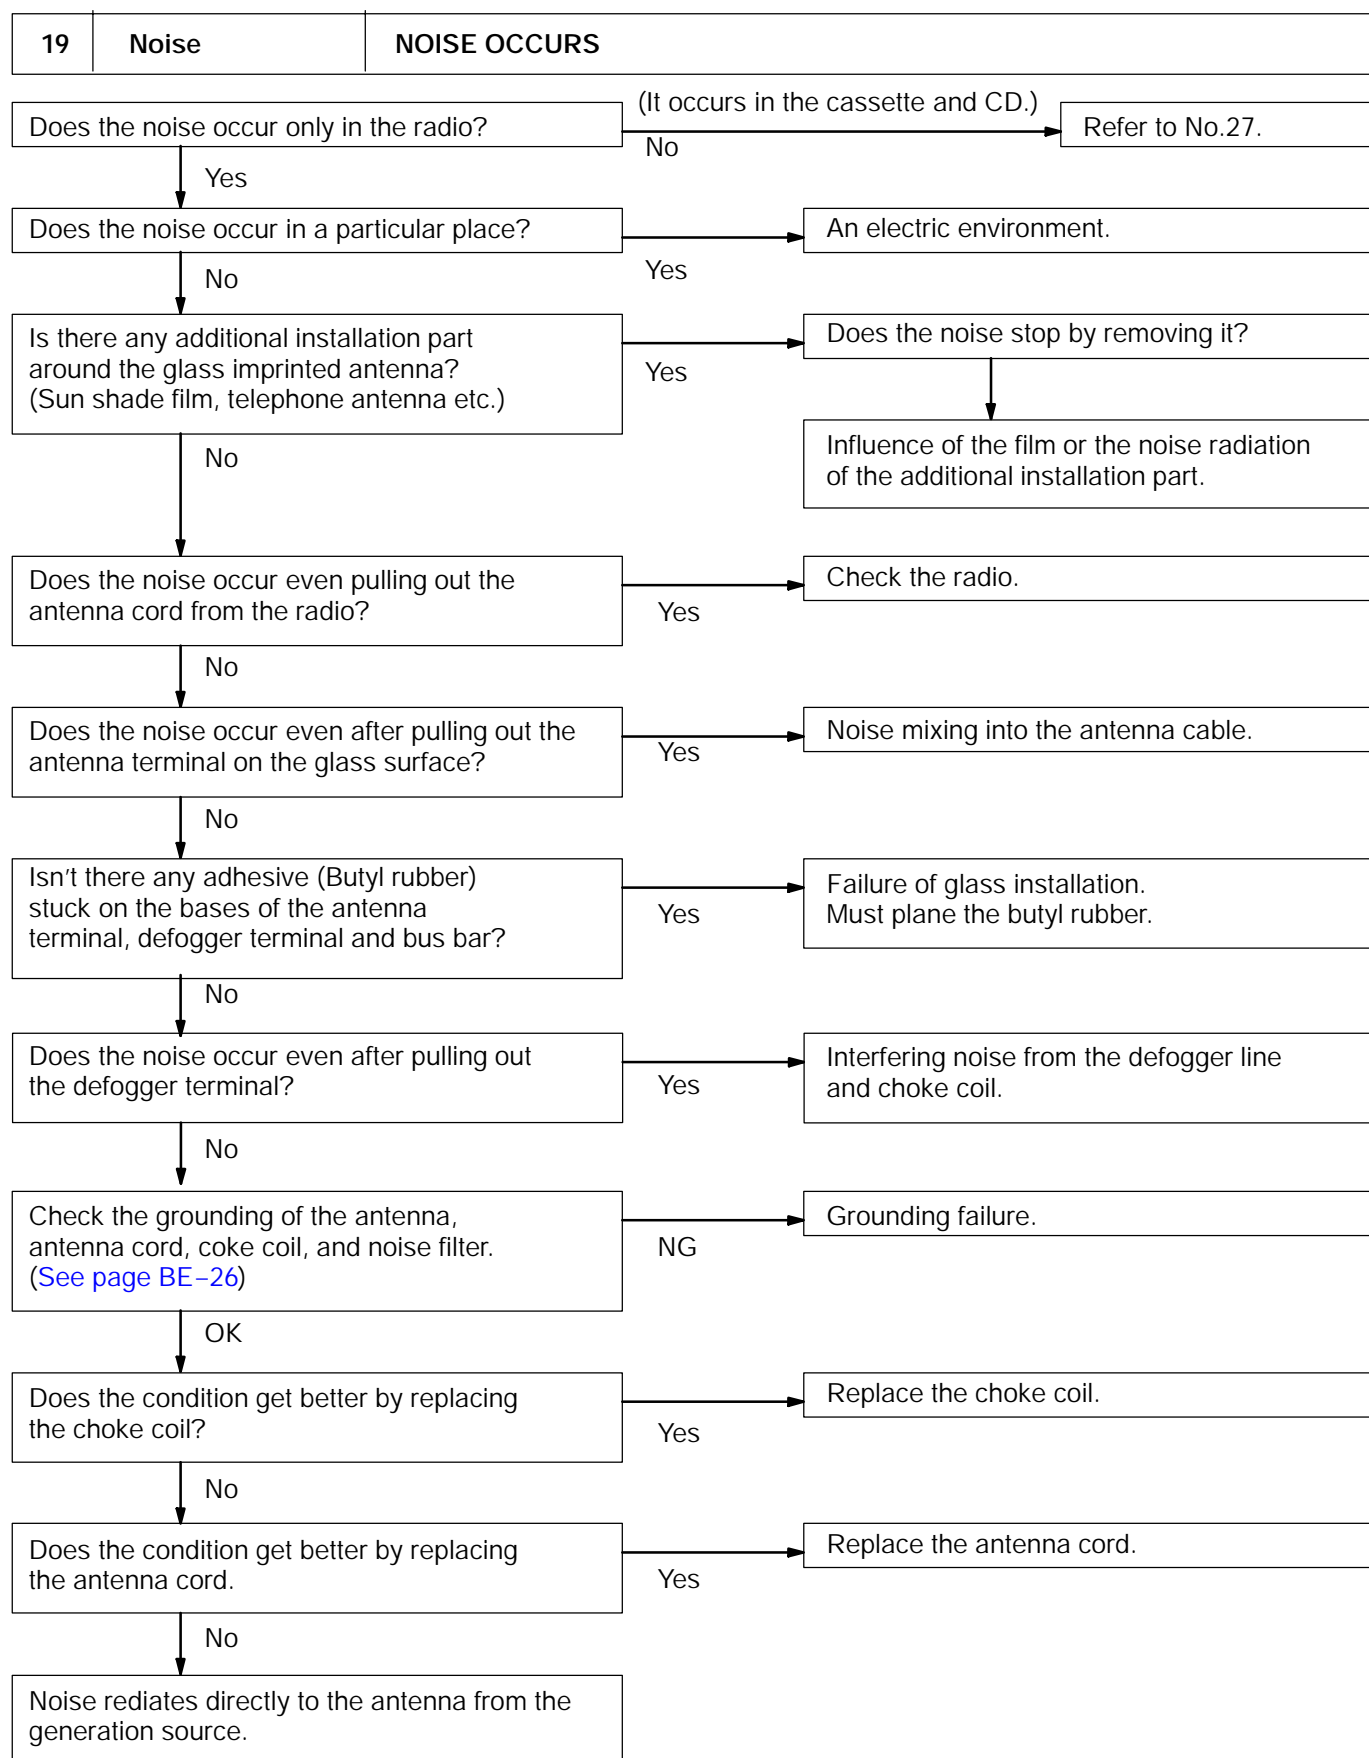 19 Noise NOISE OCCURS
(It occurs in the cassette and CD.)
Does the noise occur only in the radio?
No
Refer to No.27.
Yes
Does the noise occur in a particular place?
Yes
An electric environment.
No
Is there any additional installation part
around the glass imprinted antenna?
(Sun shade film, telephone antenna etc.)
Yes
Does the noise stop by removing it?
Influence of the film or the noise radiation
of the additional installation part.
No
Does the noise occur even pulling out the
antenna cord from the radio?
Yes
Check the radio.
No
Does the noise occur even after pulling out the
antenna terminal on the glass surface?
Yes
Noise mixing into the antenna cable.
No
Isn't there any adhesive (Butyl rubber)
stuck on the bases of the antenna
terminal, defogger terminal and bus bar?
Yes
Failure of glass installation.
Must plane the butyl rubber.
No
Does the noise occur even after pulling out
the defogger terminal?
Yes
Interfering noise from the defogger line
and choke coil.
No
Check the grounding of the antenna,
antenna cord, coke coil, and noise filter.
(See page BE–26)
NG
Grounding failure.
OK
Does the condition get better by replacing
the choke coil?
Yes
Replace the choke coil.
No
Does the condition get better by replacing
the antenna cord.
Yes
Replace the antenna cord.
No
Noise rediates directly to the antenna from the
generation source.